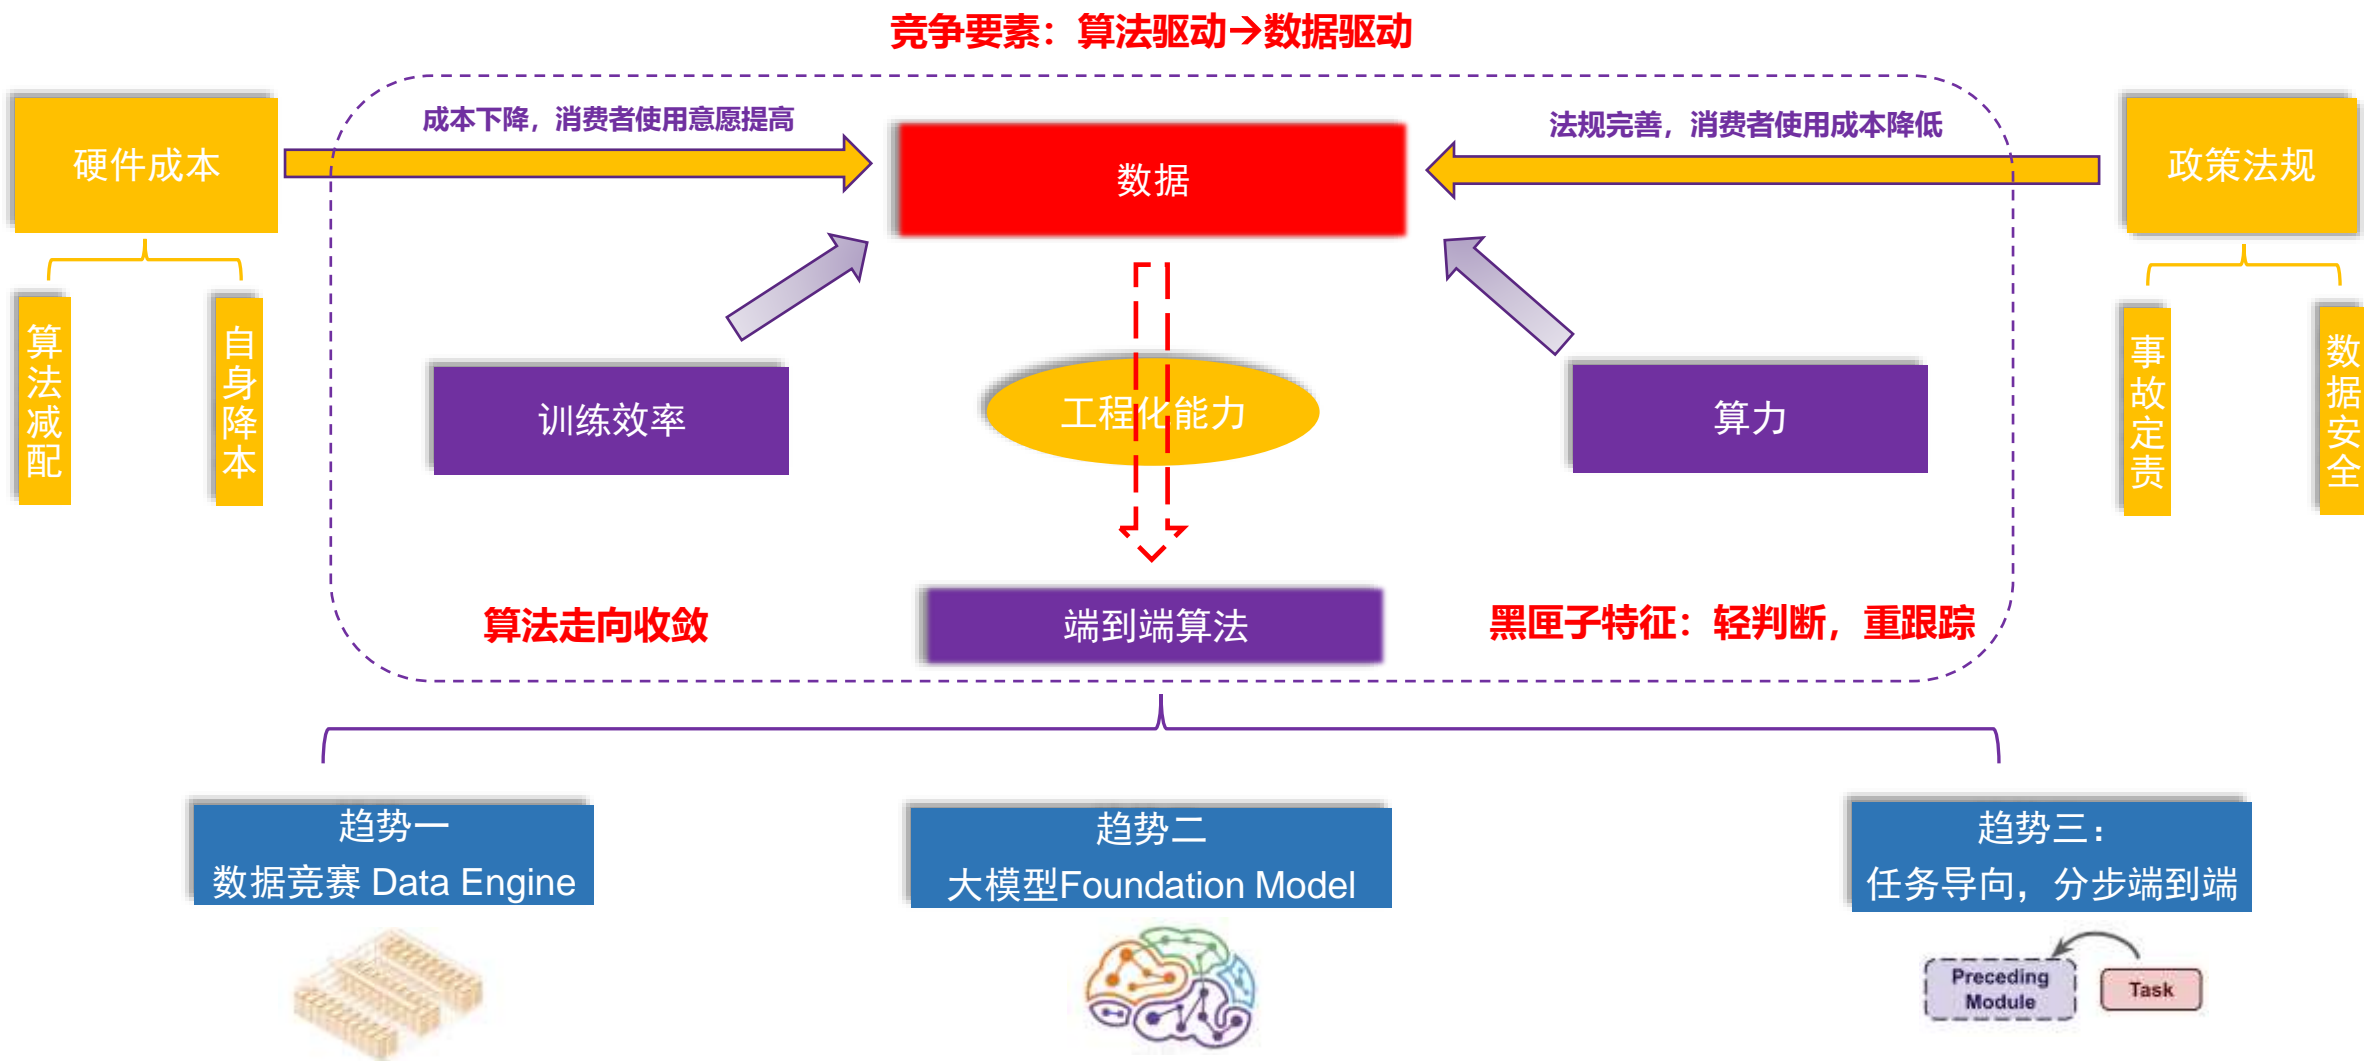 竞争要素：算法驱动→数据驱动
成本下降，消费者使用意愿提高
法规完善，消费者使用成本降低
硬件成本
数据
政策法规
算法减配
自身降本
事故定责
数据安全
训练效率
工程化能力
算力
算法走向收敛
端到端算法
黑匣子特征：轻判断，重跟踪
趋势一
数据竞赛 Data Engine
趋势二
大模型Foundation Model
趋势三：
任务导向，分步端到端
Preceding
Module
Task